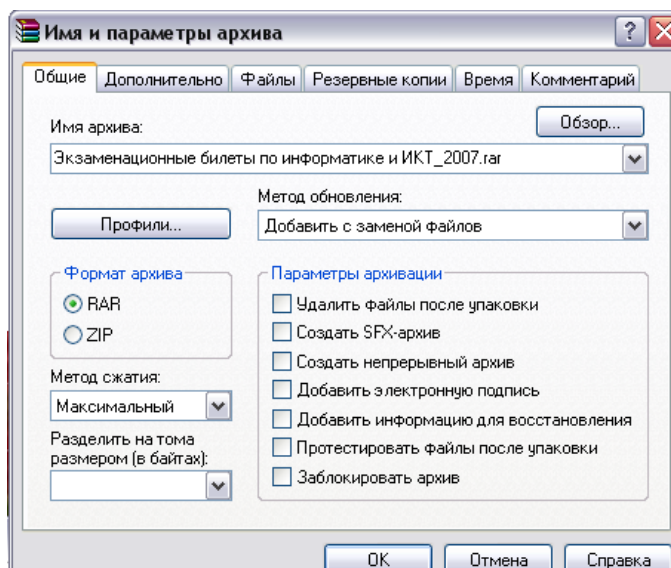 Имя и параметры архива
Общие Дополнительно Файлы Резервные копии Время Комментарий
Имя архива:
Обзор...
Экзаменационные билеты по информатике и ИКТ_2007.rar
Метод обновления:
Профили...
Добавить с заменой файлов
Формат архива
RAR
ZIP
Метод сжатия:
Максимальный
Разделить на тома
размером (в байтах):
Параметры архивации
Удалить файлы после упаковки
Создать SFX-архив
Создать непрерывный архив
Добавить электронную подпись
Добавить информацию для восстановления
Протестировать файлы после упаковки
Заблокировать архив
OK Отмена Справка